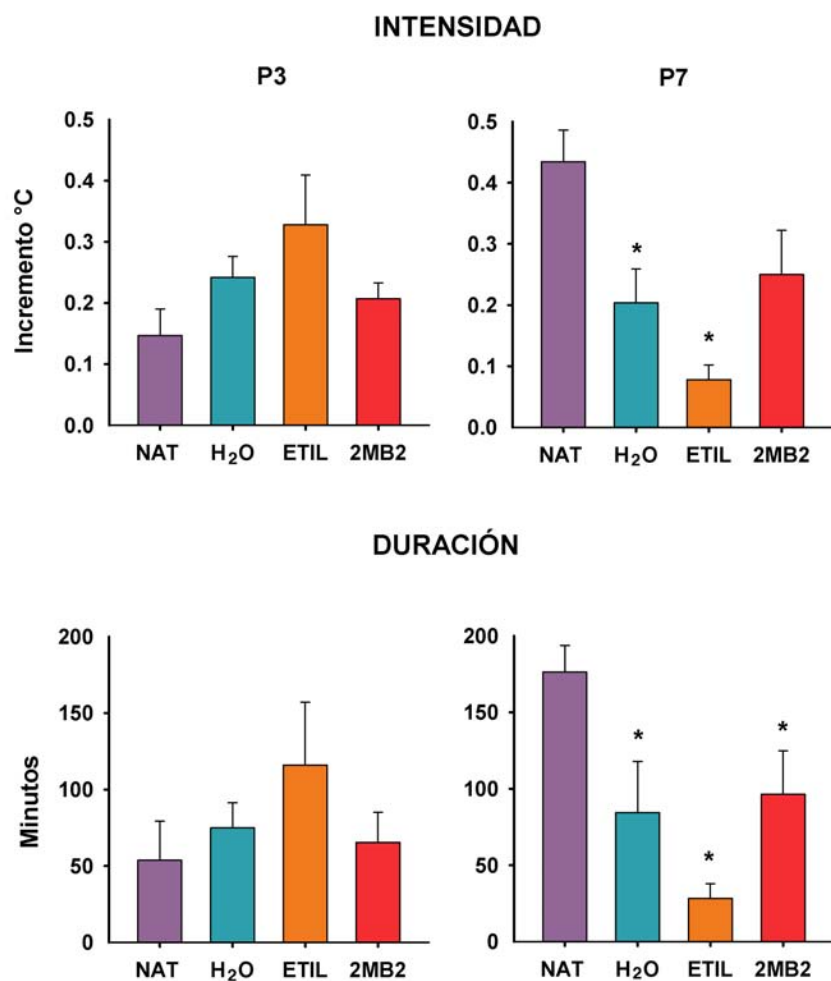 INTENSIDAD
P3
P7
Incremento °C
0.5
0.4
0.3
0.2
0.1
0.0
NAT H₂O ETIL 2MB2
0.5
0.4
0.3
0.2
0.1
0.0
*
*
NAT H₂O ETIL 2MB2
DURACIÓN
Minutos
200
150
100
50
0
NAT H₂O ETIL 2MB2
200
150
100
50
0
*
*
*
NAT H₂O ETIL 2MB2